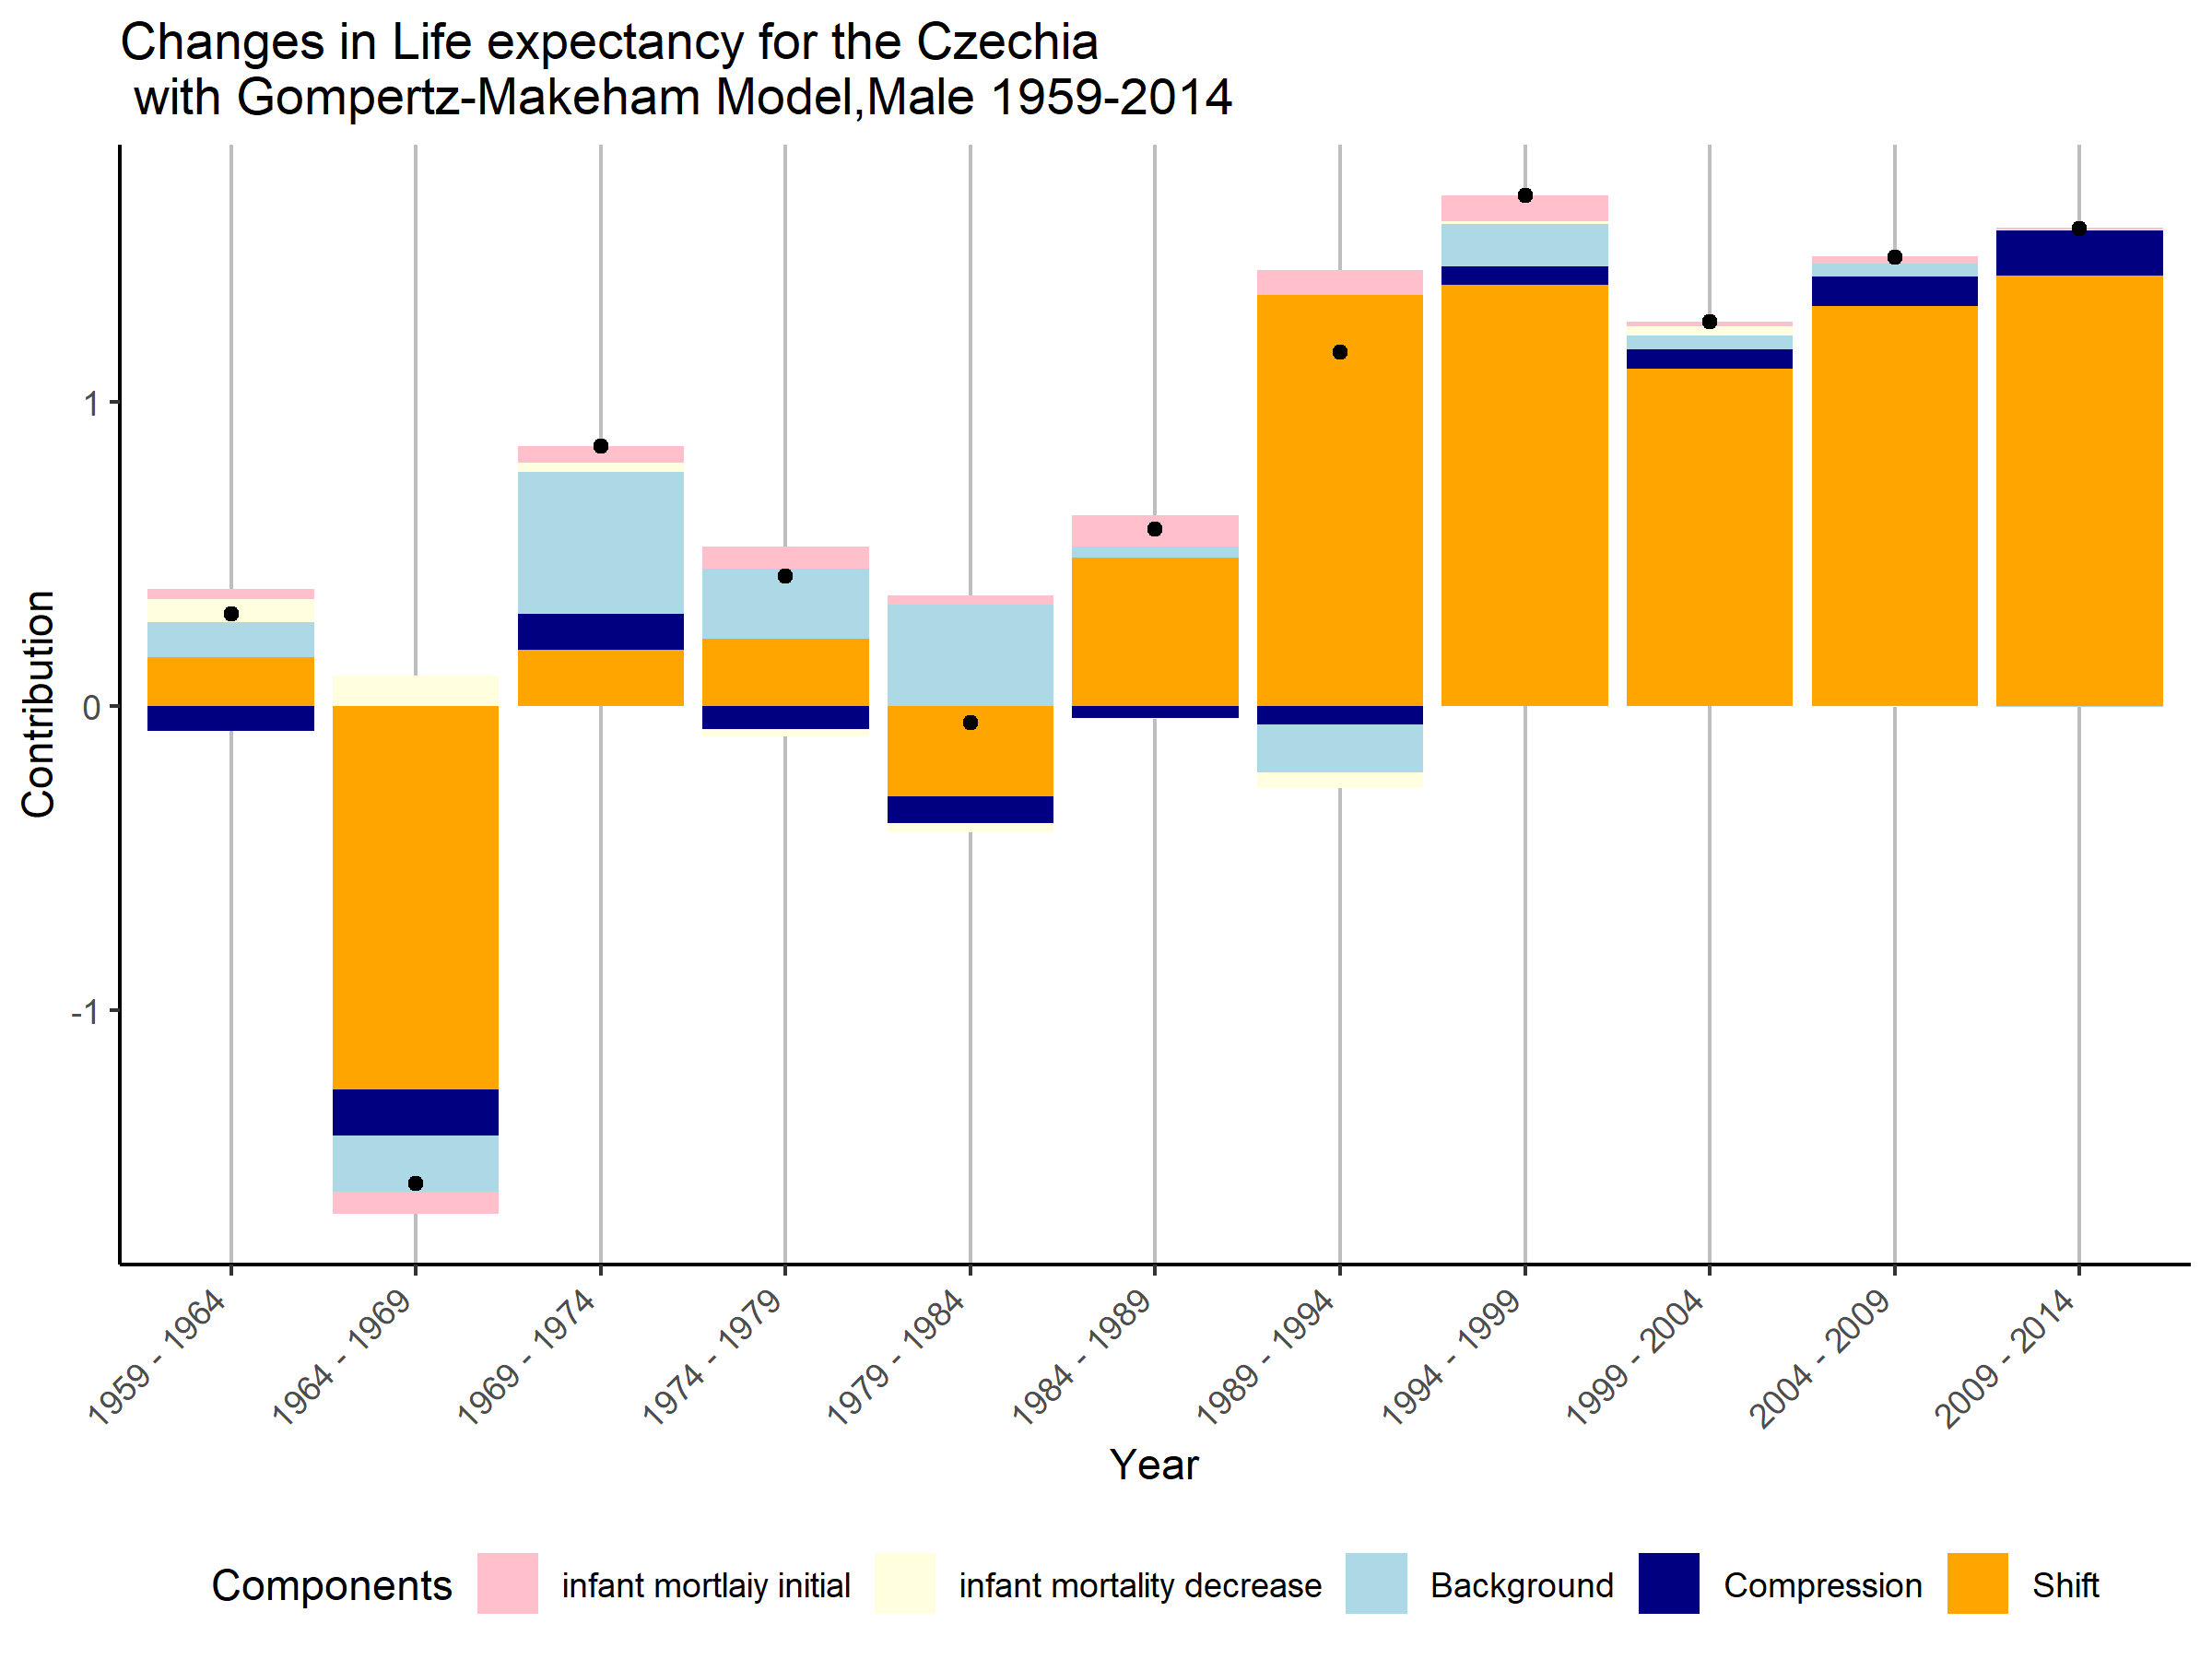 Changes in Life expectancy for the Czechia
with Gompertz-Makeham Model,Male 1959-2014
Contribution
1
0
-1
1959 - 1964
1964 - 1969
1969 - 1974
1974 - 1979
1979 - 1984
1984 - 1989
1989 - 1994
1994 - 1999
1999 - 2004
2004 - 2009
2009 - 2014
Year
Components infant mortlaiy initial infant mortality decrease Background Compression Shift